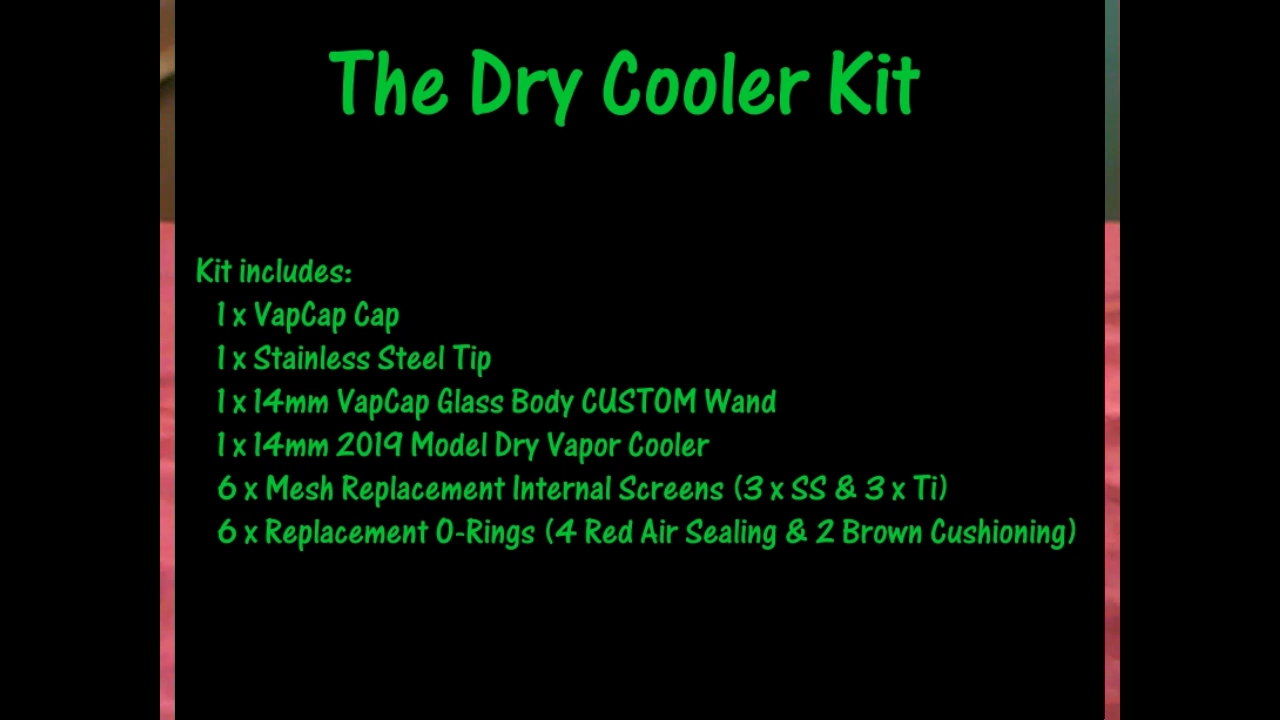 The Dry Cooler Kit
Kit includes:
1 x VapCap Cap
1 x Stainless Steel Tip
1 x 14mm VapCap Glass Body CUSTOM Wand
1 x 14mm 2019 Model Dry Vapor Cooler
6 x Mesh Replacement Internal Screens (3 x SS & 3 x Ti)
6 x Replacement O-Rings (4 Red Air Sealing & 2 Brown Cushioning)